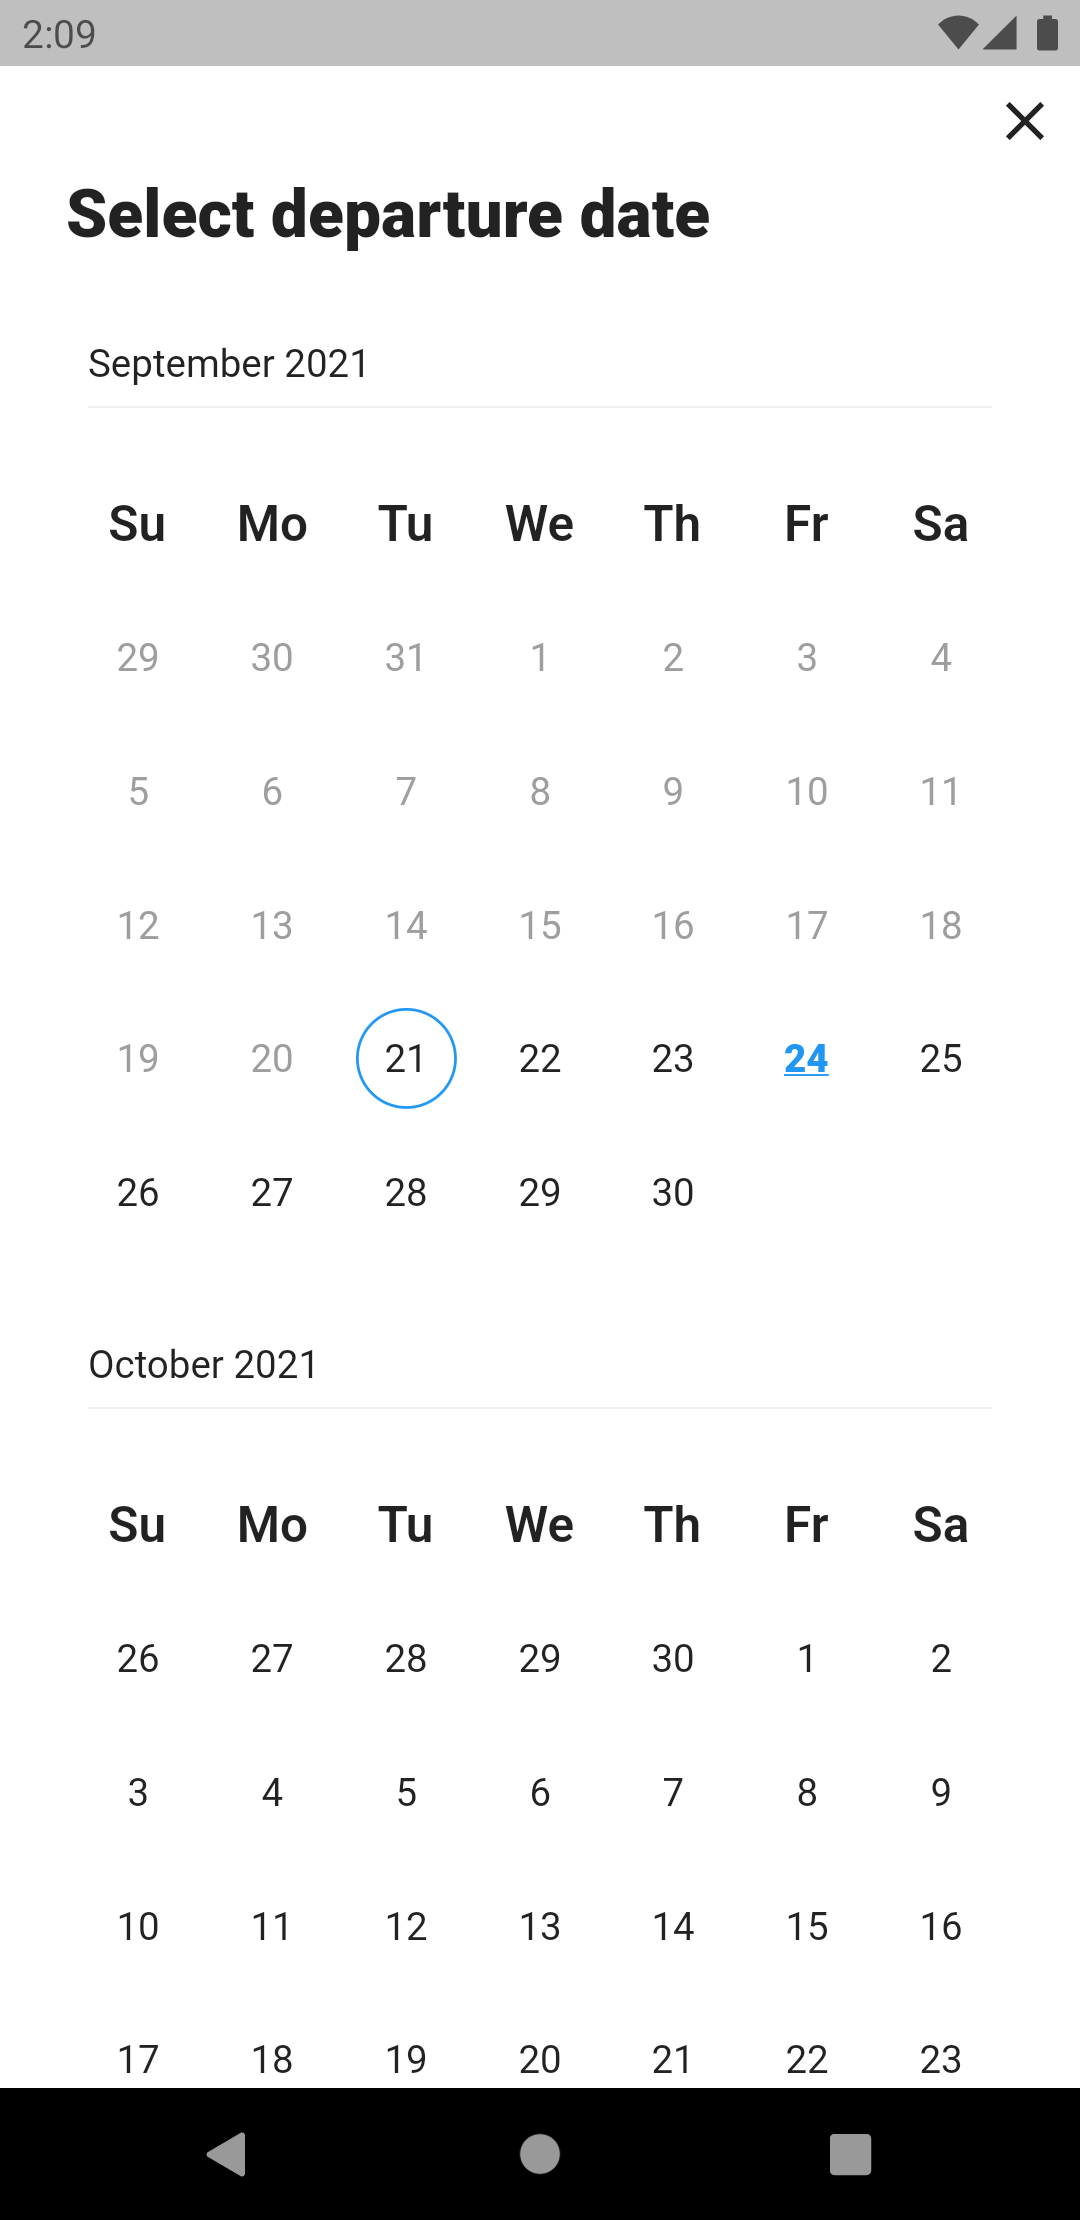 2:09
Select departure date
September 2021
Su Mo Tu We Th Fr Sa
29 30 31 1 2 3 4
5 6 7 8 9 10 11
12 13 14 15 16 17 18
19 20 21 22 23 24 25
26 27 28 29 30
October 2021
Su Mo Tu We Th Fr Sa
26 27 28 29 30 1 2
3 4 5 6 7 8 9
10 11 12 13 14 15 16
17 18 19 20 21 22 23